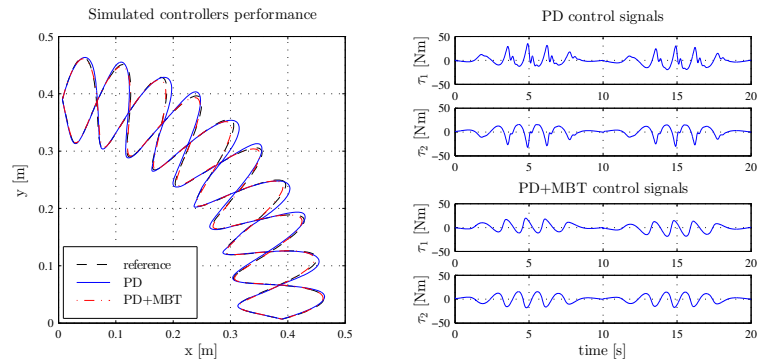 Simulated controllers performance
0.5
0.4
0.3
0.2
0.1
0
y [m]
reference
PD
PD+MBT
0 0.1 0.2 0.3 0.4 0.5
x [m]
PD control signals
τ1 [Nm]
50
0
−50
0 5 10 15 20
τ2 [Nm]
50
0
−50
0 5 10 15 20
PD+MBT control signals
τ1 [Nm]
50
0
−50
0 5 10 15 20
τ2 [Nm]
50
0
−50
0 5 10 15 20
time [s]